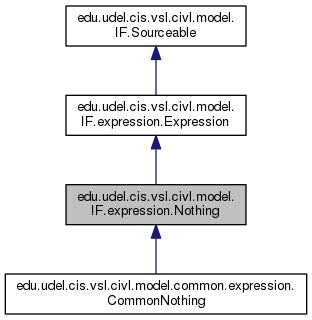 edu.udel.cis.vsl.civl.model.
IF.Sourceable
edu.udel.cis.vsl.civl.model.
IF.expression.Expression
edu.udel.cis.vsl.civl.model.
IF.expression.Nothing
edu.udel.cis.vsl.civl.model.common.expression.
CommonNothing